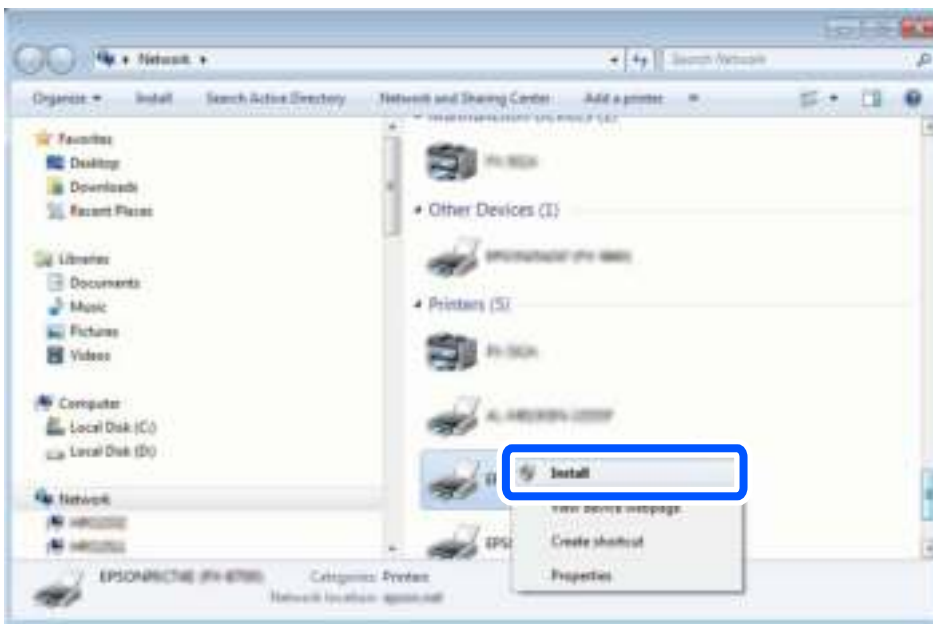 Network
Search Network
Organize
Install
Search Active Directory
Network and Sharing Center
Add a printer
Favorites
Desktop
Downloads
Recent Places
Libraries
Documents
Music
Pictures
Videos
Computer
Local Disk (C:)
Local Disk (D:)
Network
Other Devices (1)
Printers (5)
Install
View device webpage
Create shortcut
Properties
Categories: Printers
Network location: epson.net